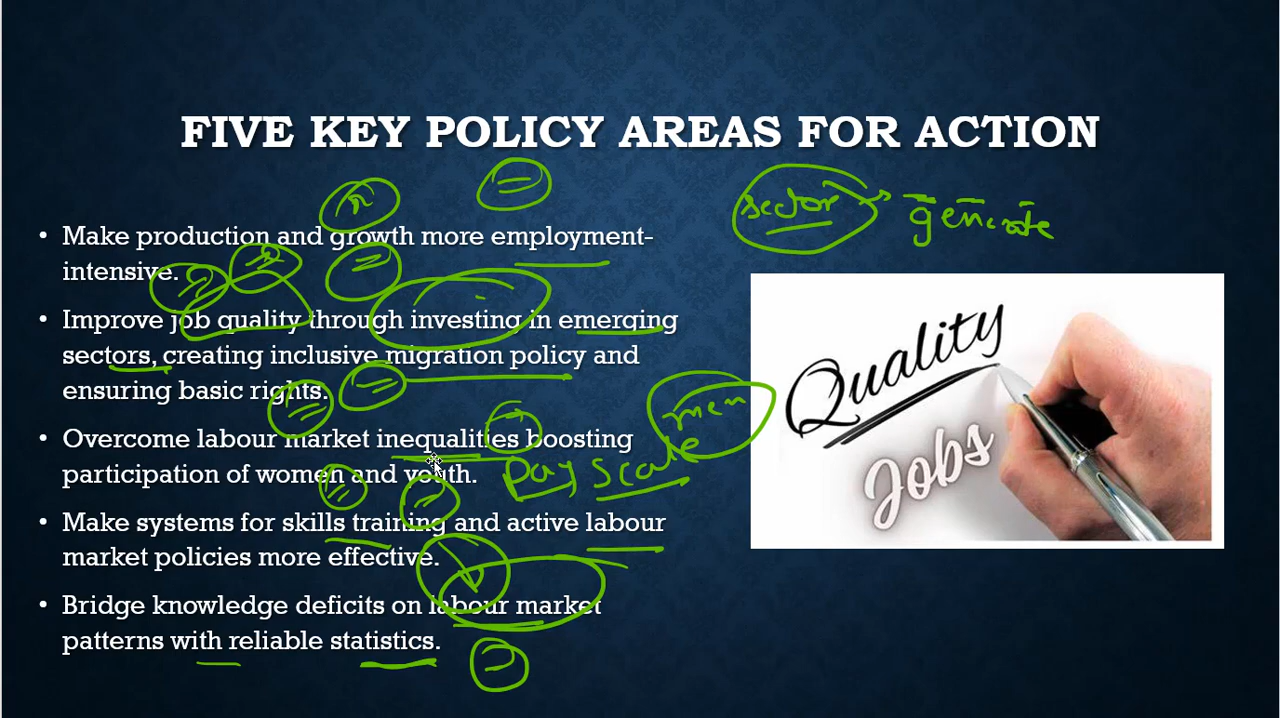 FIVE KEY POLICY AREAS FOR ACTION
sector
generate
• Make production and growth more employment-
intensive.
• Improve job quality through investing in emerging
sectors, creating inclusive migration policy and
ensuring basic rights.
• Overcome labour market inequalities boosting
participation of women and youth.
men
pay scale
• Make systems for skills training and active labour
market policies more effective.
• Bridge knowledge deficits on labour market
patterns with reliable statistics.
Quality
Jobs